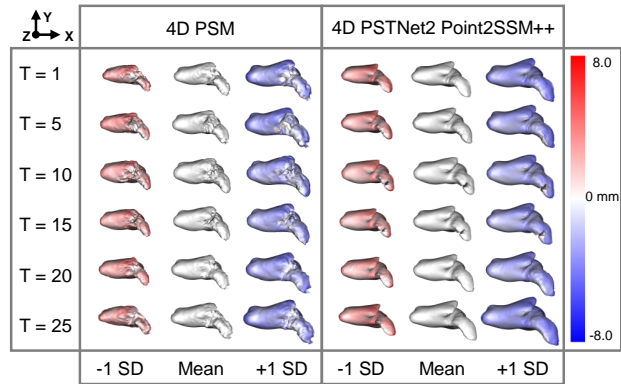 Y
Z X
4D PSM 4D PSTNet2 Point2SSM++
T = 1
T = 5
T = 10
T = 15
T = 20
T = 25
8.0
0 mm
-8.0
-1 SD Mean +1 SD -1 SD Mean +1 SD